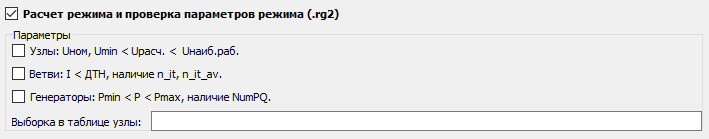 Расчет режима и проверка параметров режима (.rg2)
Параметры
Узлы: Uном, Umin < Uрасч. < Uнаиб.раб.
Ветви: I < ДТН, наличие n_it, n_it_av.
Генераторы: Pmin < P < Pmax, наличие NumPQ.
Выборка в таблице узлы: